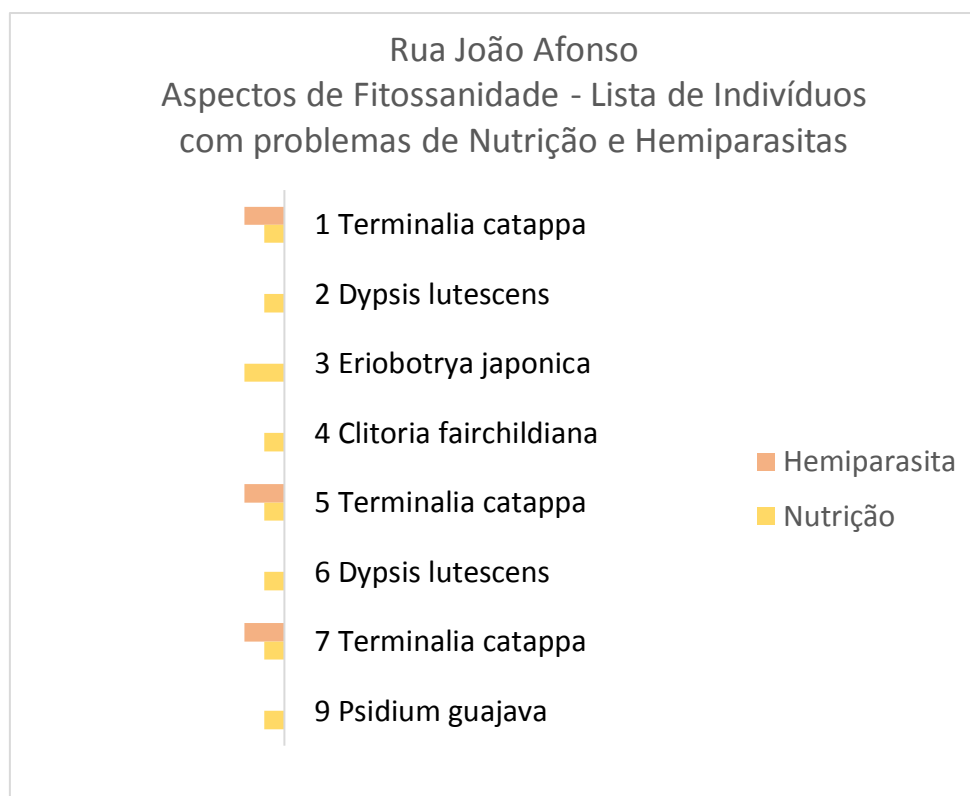 Rua João Afonso
Aspectos de Fitossanidade - Lista de Indivíduos
com problemas de Nutrição e Hemiparasitas
1 Terminalia catappa
2 Dypsis lutescens
3 Eriobotrya japonica
4 Clitoria fairchildiana
5 Terminalia catappa
6 Dypsis lutescens
7 Terminalia catappa
9 Psidium guajava
Hemiparasita
Nutrição